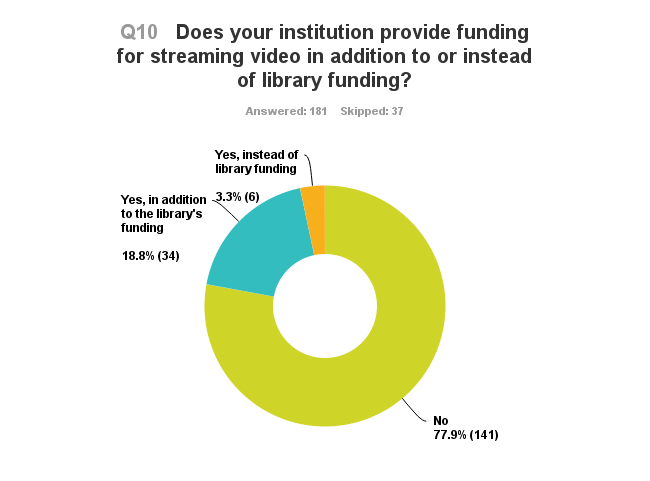 Q10 Does your institution provide funding
for streaming video in addition to or instead
of library funding?
Answered: 181 Skipped: 37
Yes, instead of
library funding
3.3% (6)
Yes, in addition
to the library's
funding
18.8% (34)
No
77.9% (141)